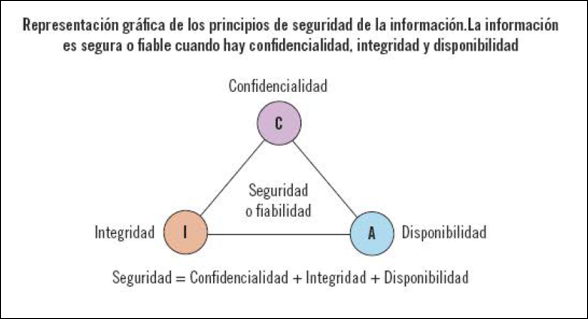 Representación gráfica de los principios de seguridad de la información.La información
es segura o fiable cuando hay confidencialidad, integridad y disponibilidad
Confidencialidad
C
Seguridad
o fiabilidad
Integridad
I
A
Disponibilidad
Seguridad = Confidencialidad + Integridad + Disponibilidad